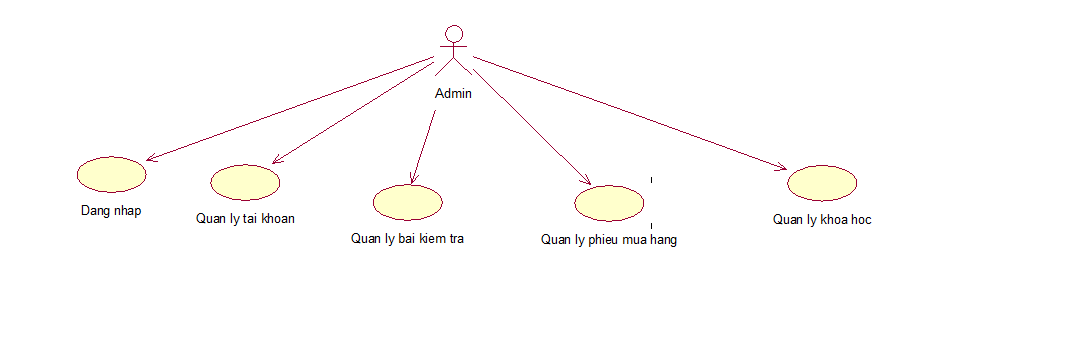 Admin
Dang nhap
Quan ly tai khoan
Quan ly bai kiem tra
Quan ly phieu mua hang
Quan ly khoa hoc